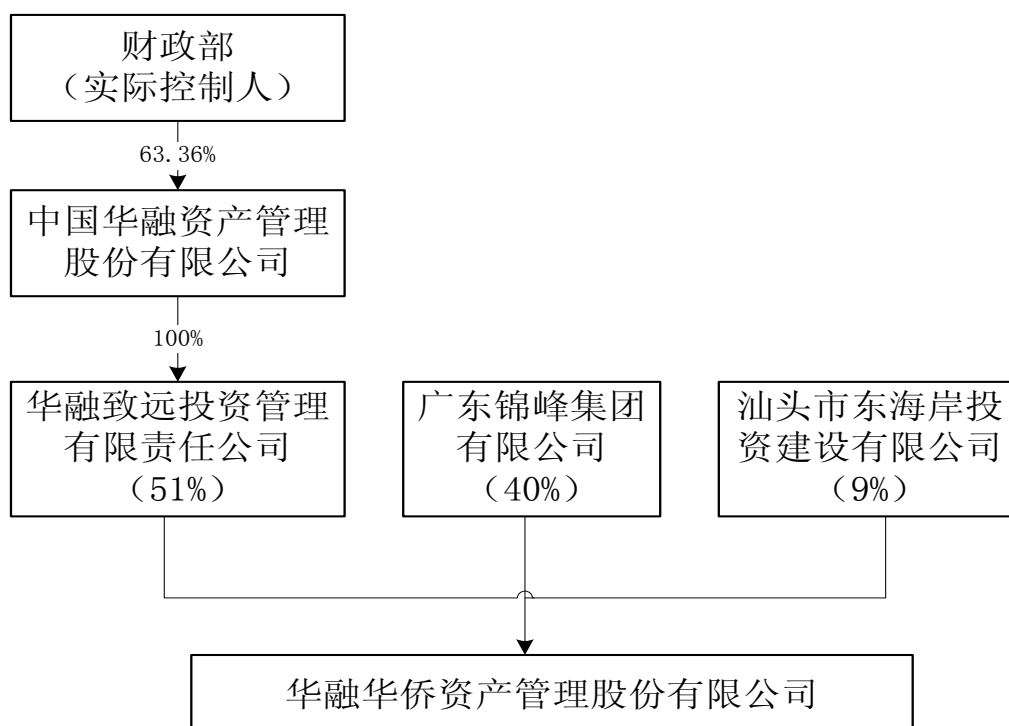 财政部
（实际控制人）
63.36%
中国华融资产管理
股份有限公司
100%
华融致远投资管理
有限责任公司
（51%）
广东锦峰集团
有限公司
（40%）
汕头市东海岸投
资建设有限公司
（9%）
华融华侨资产管理股份有限公司